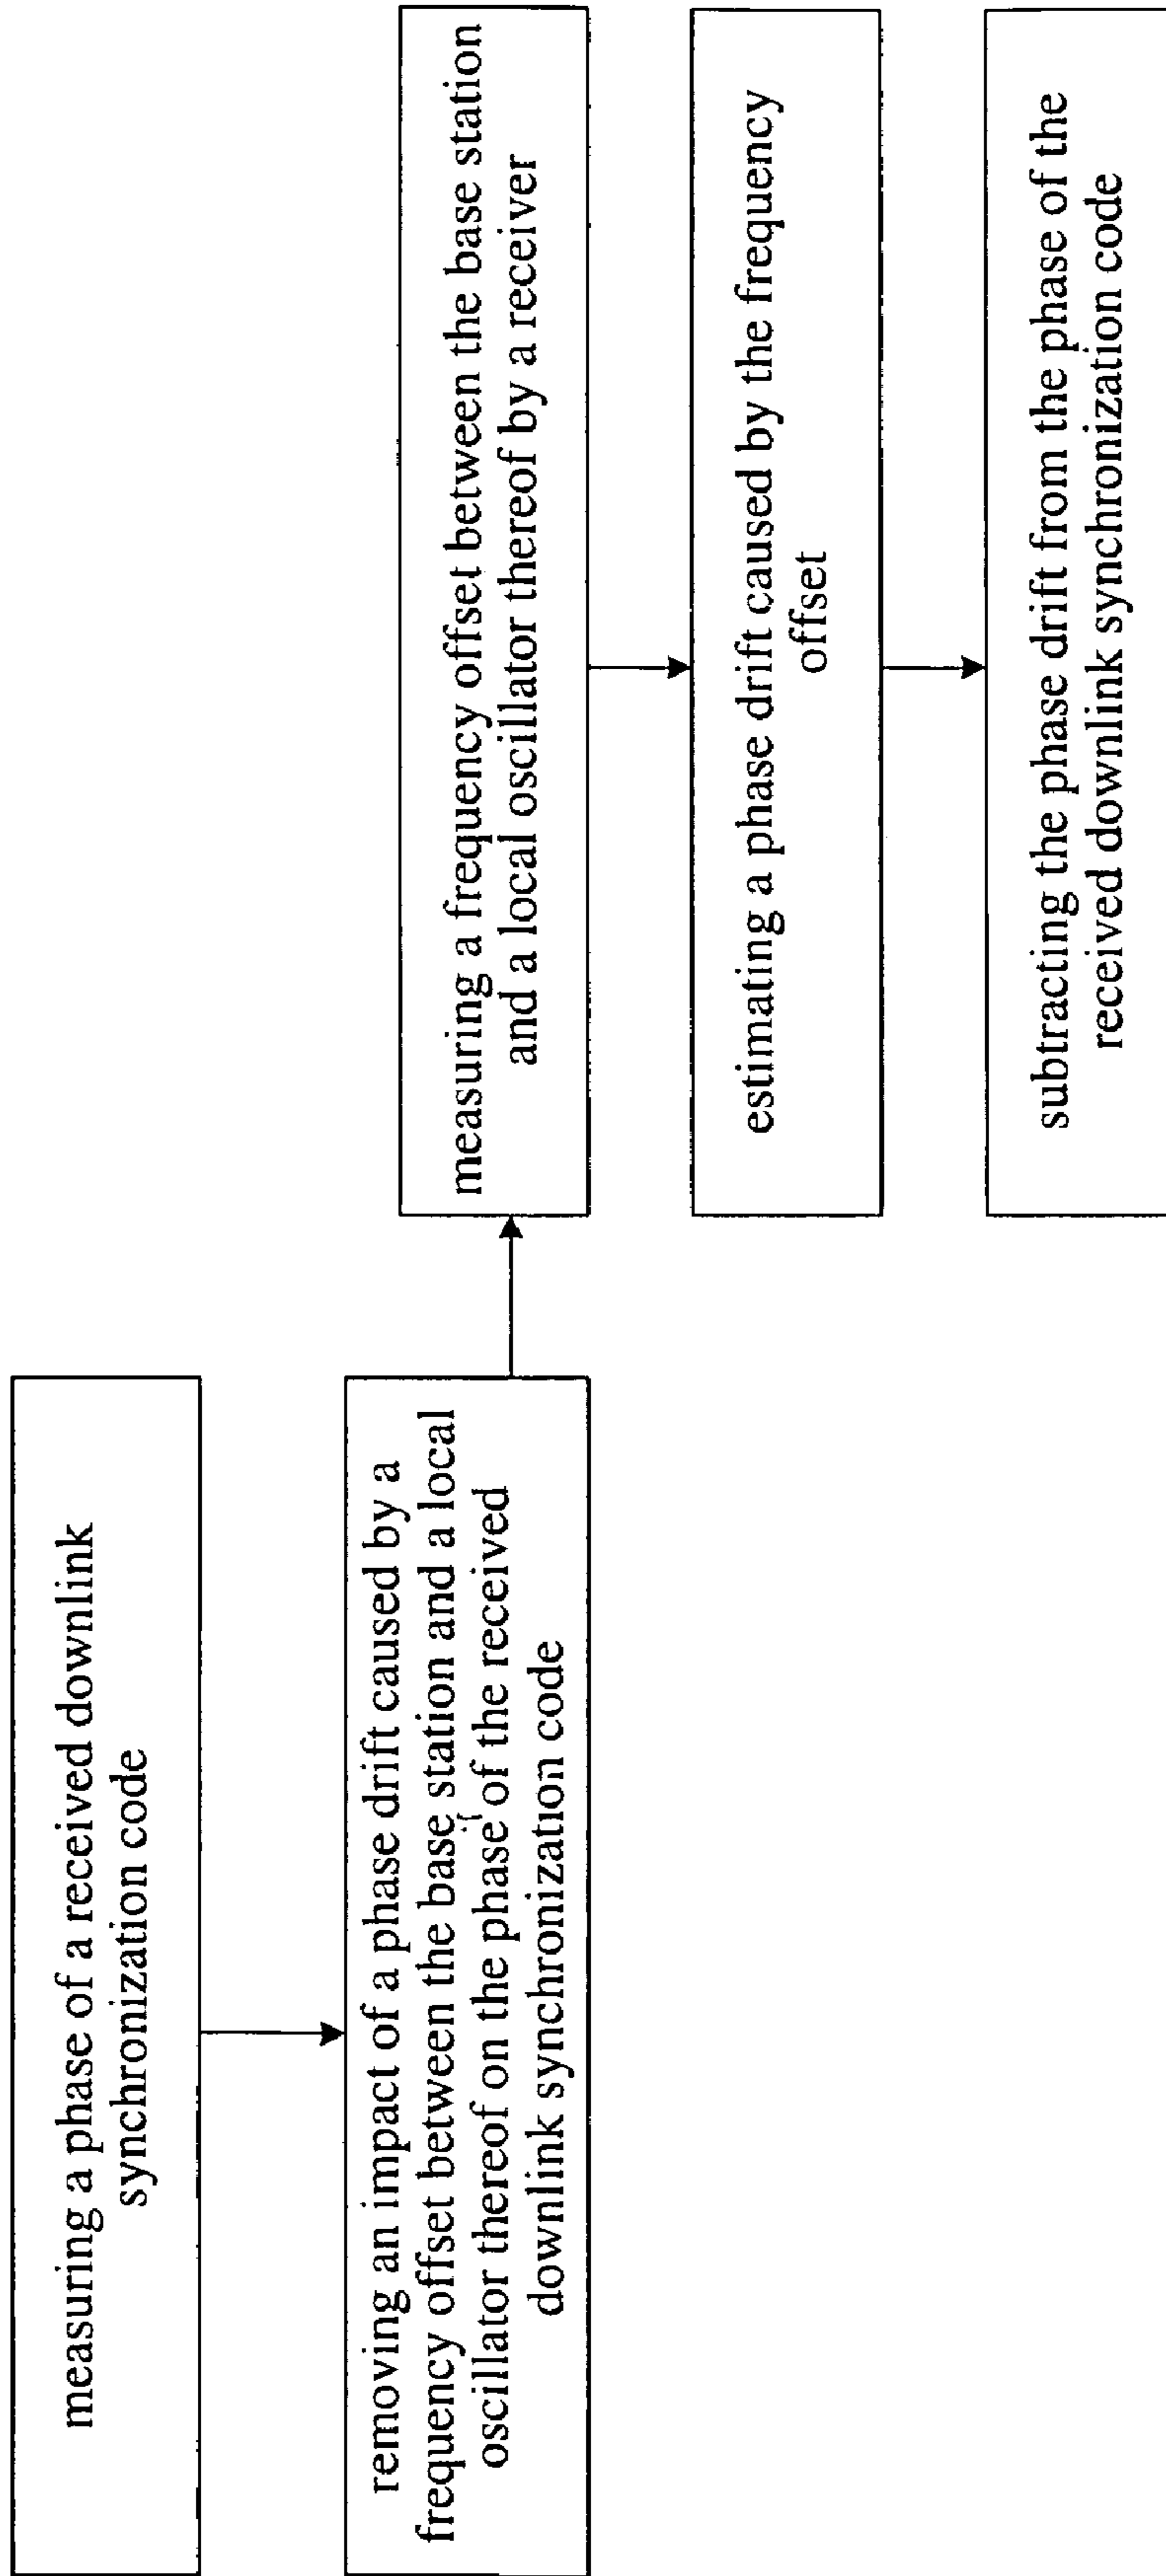 measuring a phase of a received downlink
synchronization code
removing an impact of a phase drift caused by a
frequency offset between the base station and a local
oscillator thereof on the phase of the received
downlink synchronization code
measuring a frequency offset between the base station
and a local oscillator thereof by a receiver
estimating a phase drift caused by the frequency
offset
subtracting the phase drift from the phase of the
received downlink synchronization code